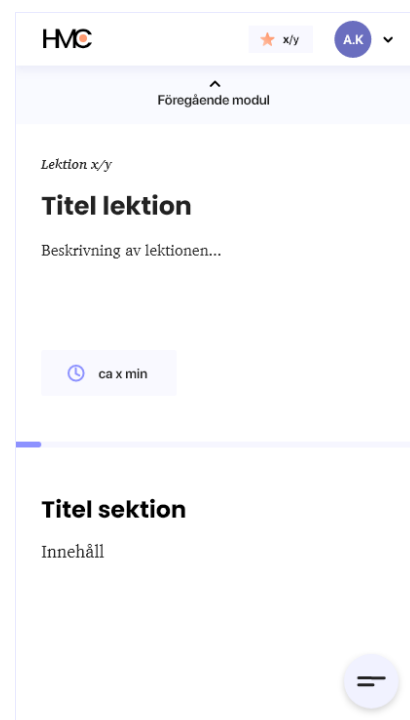 HMC
x/y
A.K
Föregående modul
Lektion x/y
Titel lektion
Beskrivning av lektionen...
ca x min
Titel sektion
Innehåll